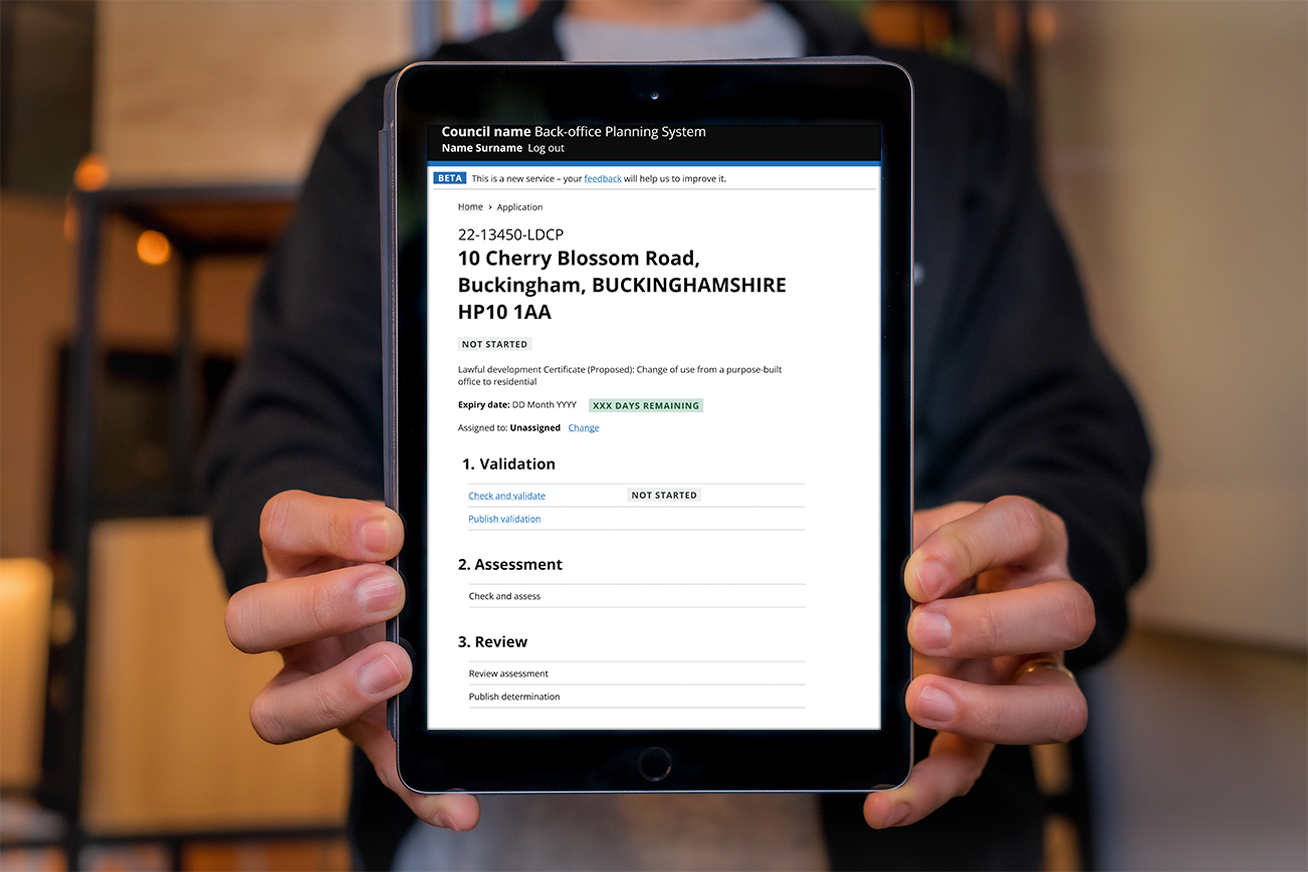 Council name Back-office Planning System
Name Surname Log out
BETA This is a new service – your feedback will help us to improve it.
Home › Application
22-13450-LDCP
10 Cherry Blossom Road,
Buckingham, BUCKINGHAMSHIRE
HP10 1AA
NOT STARTED
Lawful development Certificate (Proposed): Change of use from a purpose-built
office to residential
Expiry date: DD Month YYYY XXX DAYS REMAINING
Assigned to: Unassigned Change
1. Validation
Check and validate NOT STARTED
Publish validation
2. Assessment
Check and assess
3. Review
Review assessment
Publish determination